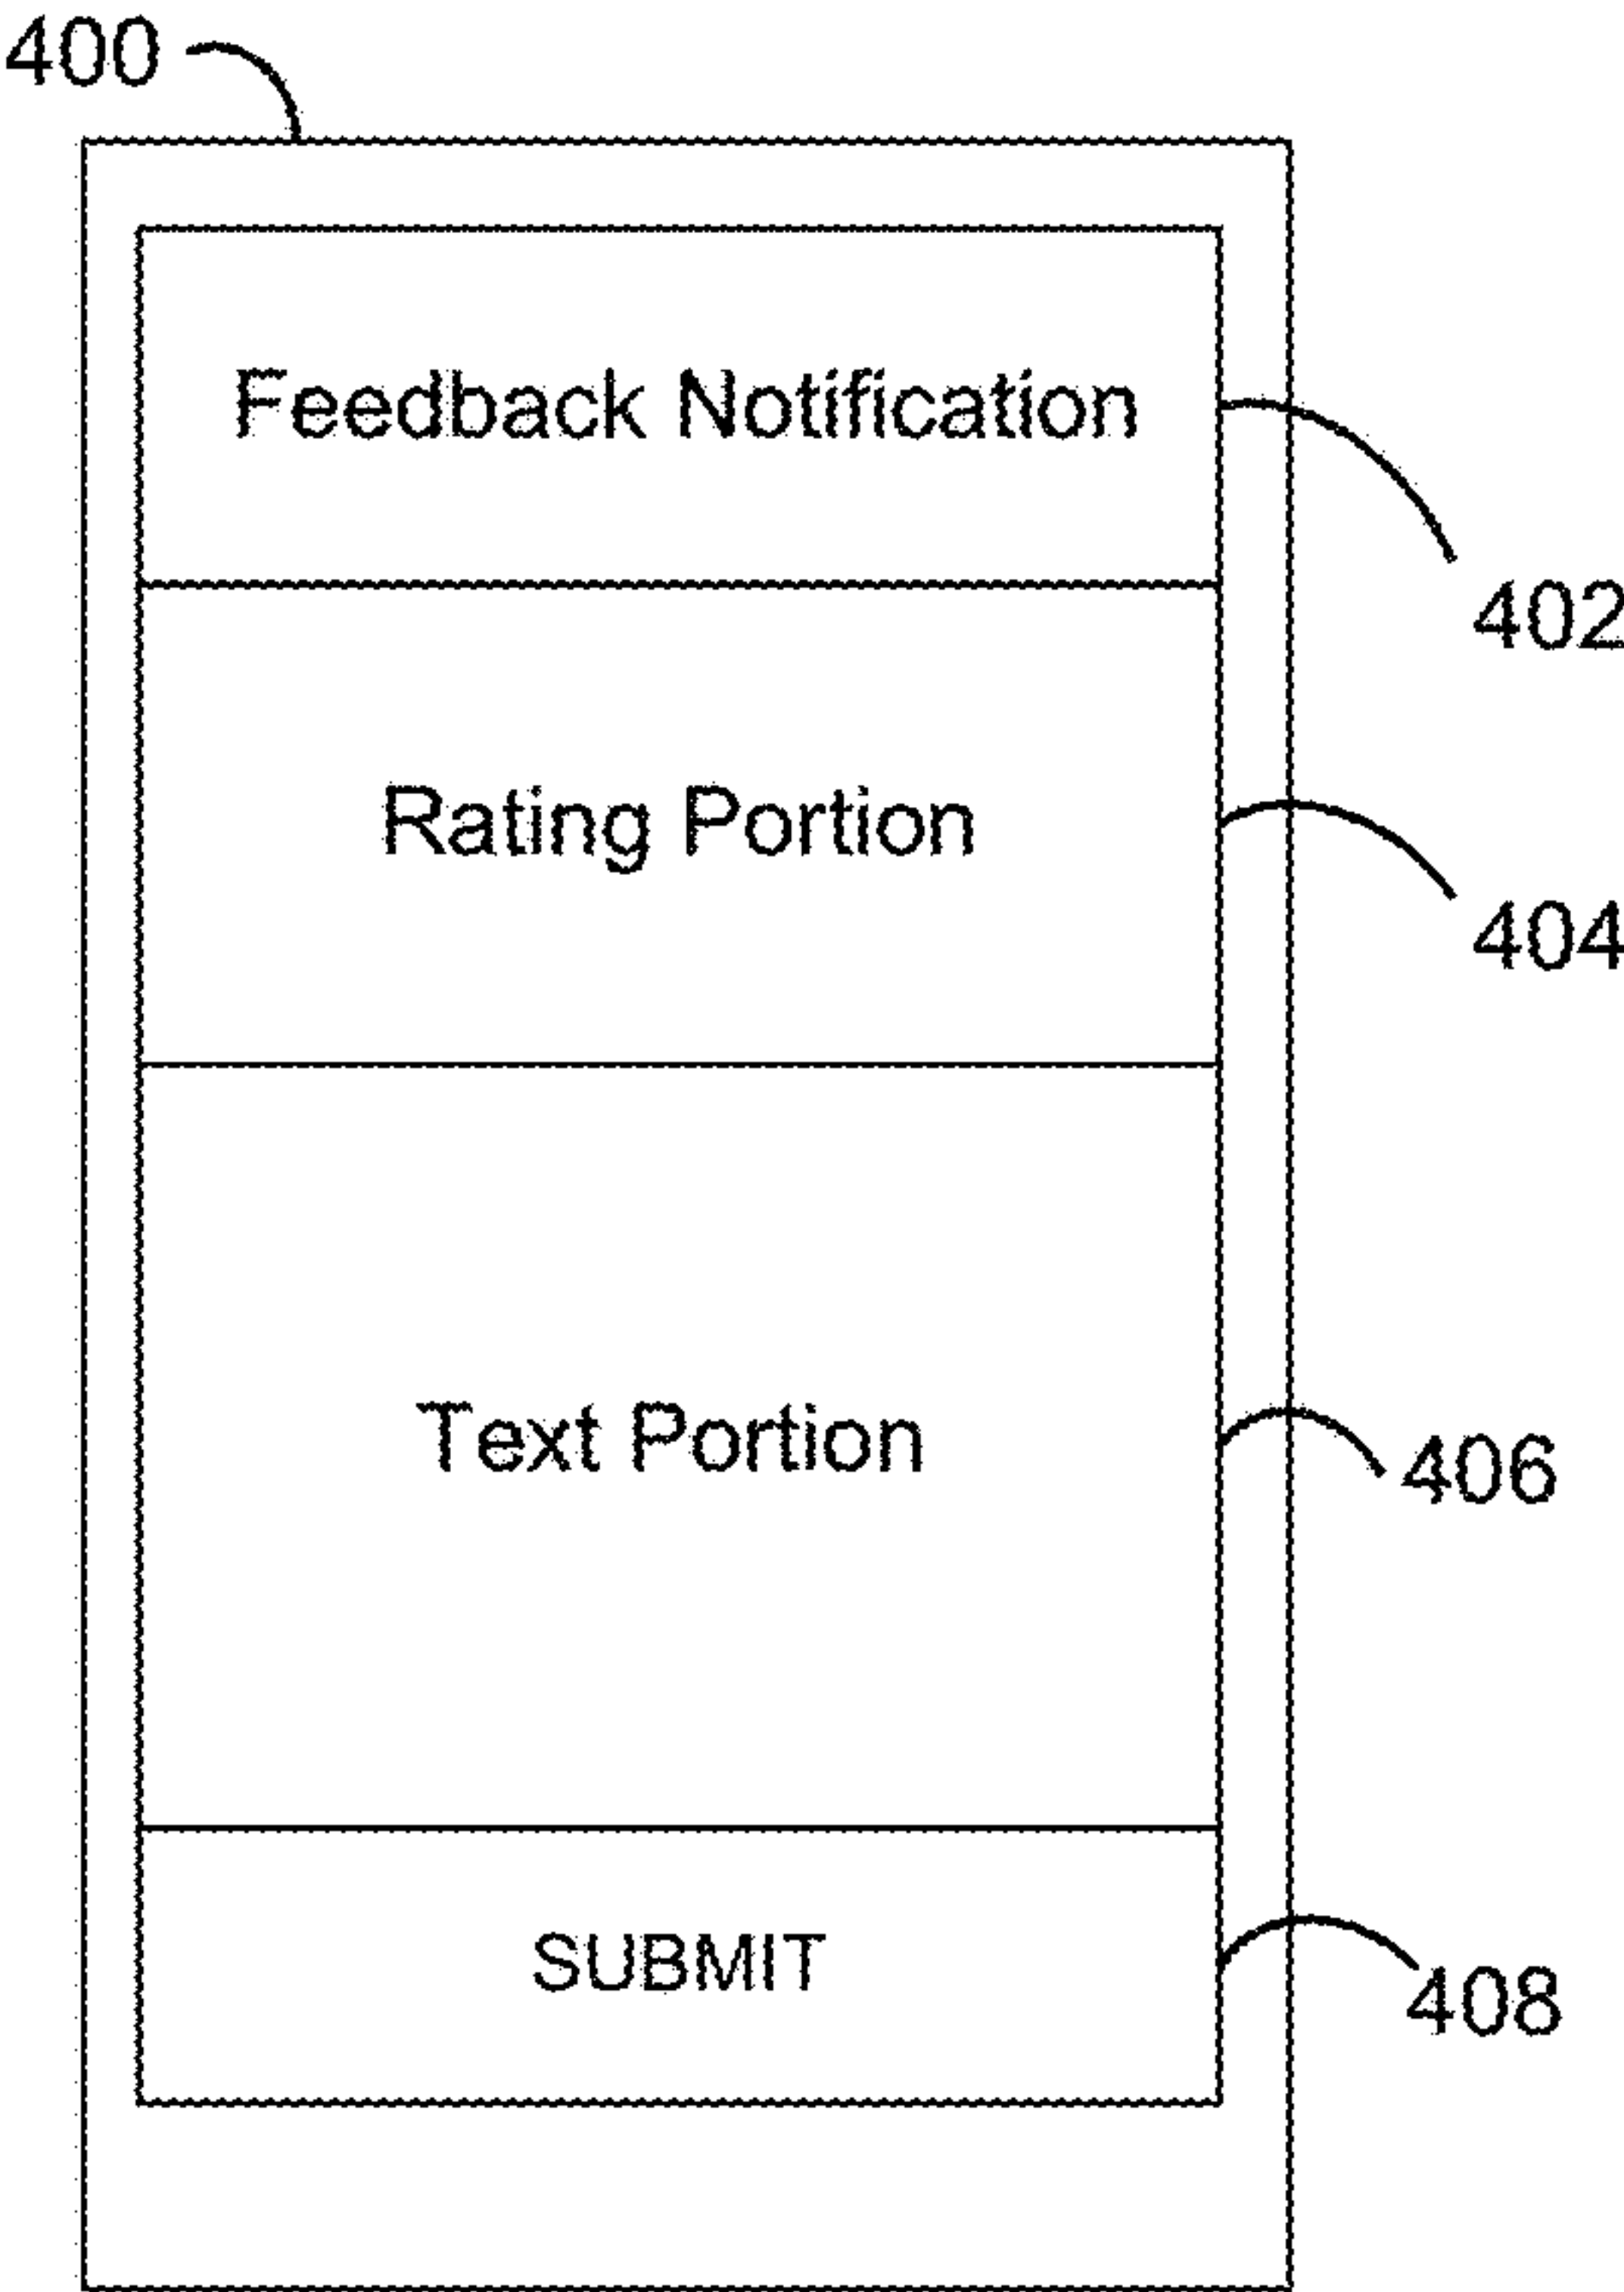 400
Feedback Notification
402
Rating Portion
404
Text Portion
406
SUBMIT
408